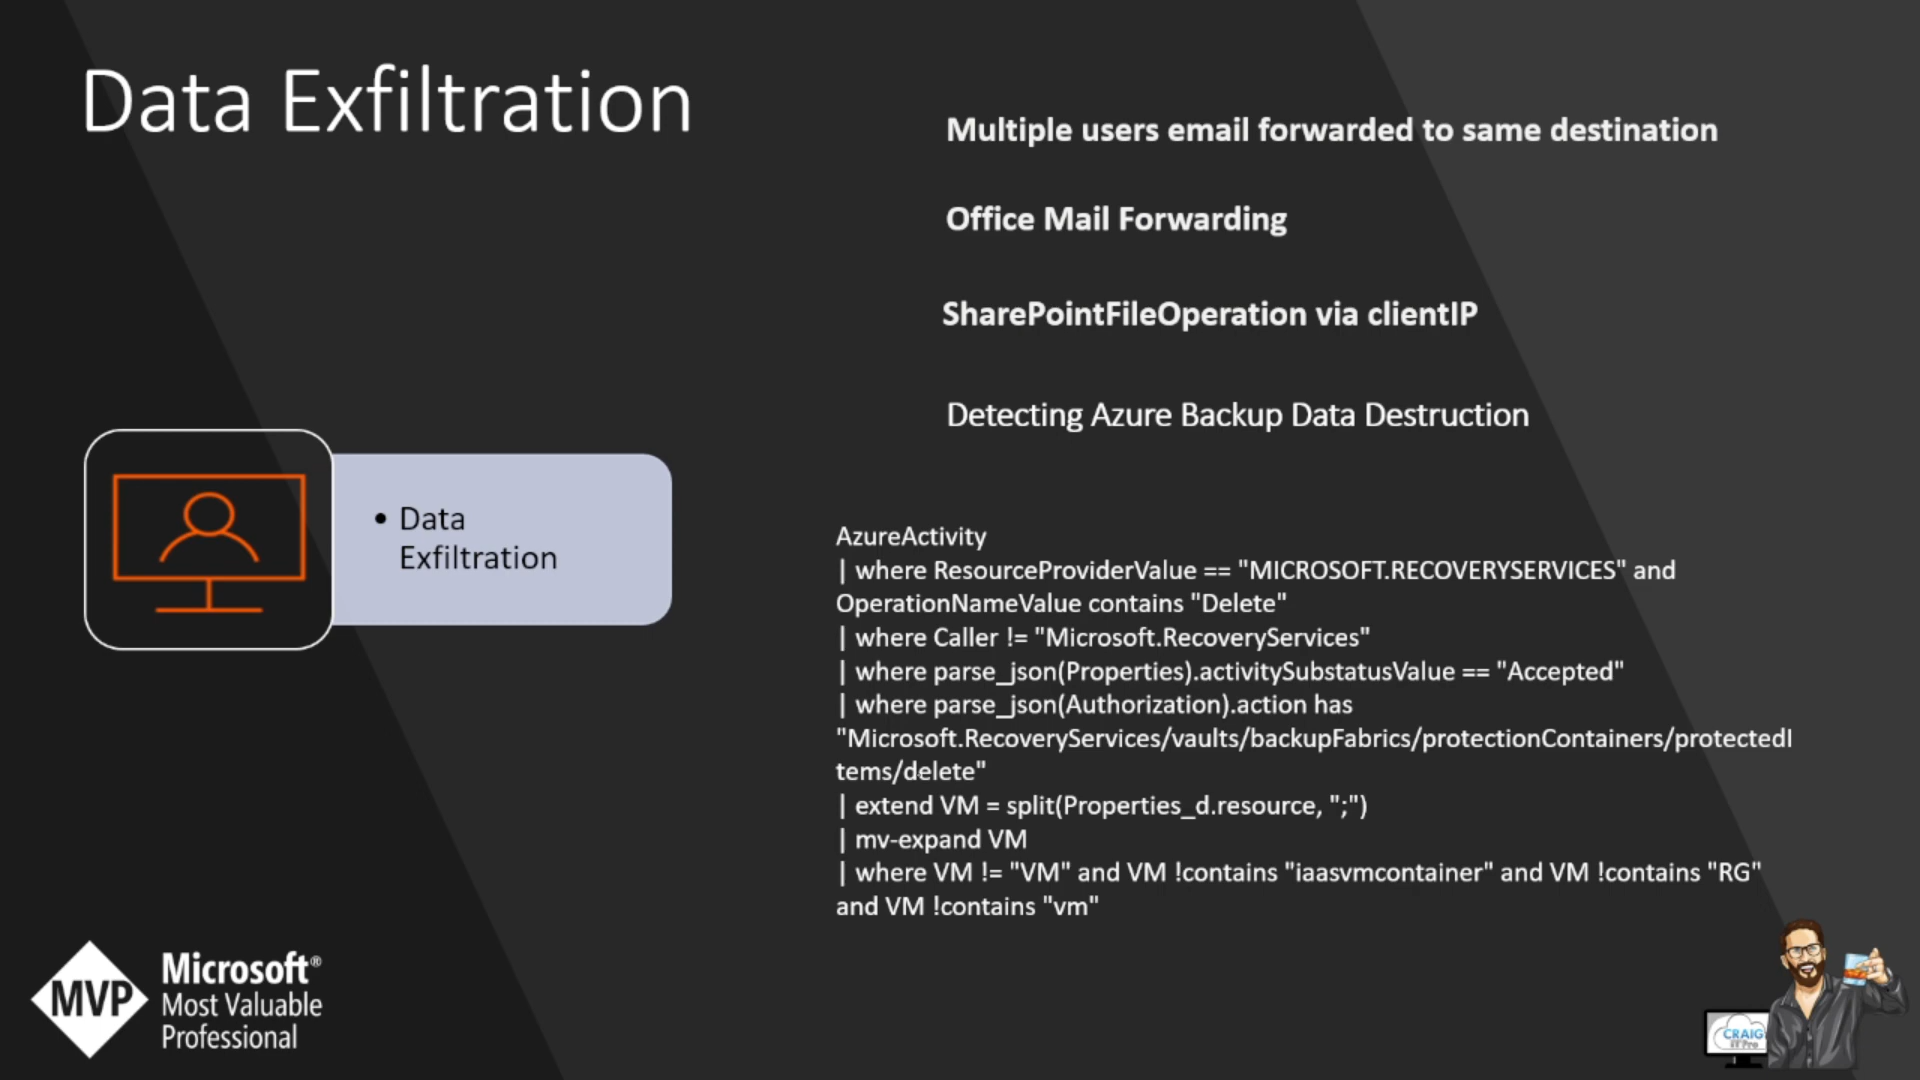 Data Exfiltration
Multiple users email forwarded to same destination
Office Mail Forwarding
SharePointFileOperation via clientIP
Detecting Azure Backup Data Destruction
• Data
Exfiltration
AzureActivity
| where ResourceProviderValue == "MICROSOFT.RECOVERYSERVICES" and
OperationNameValue contains "Delete"
| where Caller != "Microsoft.RecoveryServices"
| where parse_json(Properties).activitySubstatusValue == "Accepted"
| where parse_json(Authorization).action has
"Microsoft.RecoveryServices/vaults/backupFabrics/protectionContainers/protectedI
tems/delete"
| extend VM = split(Properties_d.resource, ";")
| mv-expand VM
| where VM != "VM" and VM !contains "iaasvmcontainer" and VM !contains "RG"
and VM !contains "vm"
MVP
Microsoft®
Most Valuable
Professional
CRAIG
IT Pro